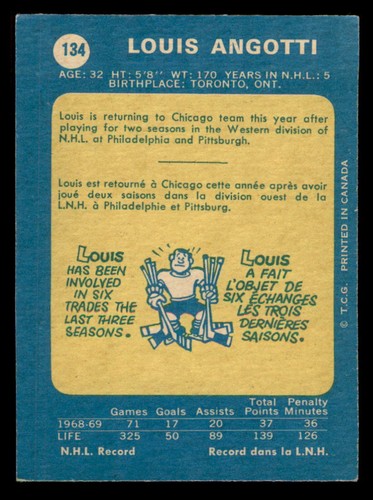 134 LOUIS ANGOTTI
AGE: 32 HT: 5'8" WT: 170 YEARS IN N.H.L.: 5
BIRTHPLACE: TORONTO, ONT.
Louis is returning to Chicago team this year after
playing for two seasons in the Western division of
N.H.L. at Philadelphia and Pittsburgh.
Louis est retourné à Chicago cette année après avoir
joué deux saisons dans la division ouest de la
L.N.H. à Philadelphie et Pittsburg.
LOUIS
HAS BEEN
INVOLVED
IN SIX
TRADES THE
LAST THREE
SEASONS.
LOUIS
A FAIT
L'OBJET DE
SIX ÉCHANGES
LES TROIS
DERNIÈRES
SAISONS.
© T.C.G. PRINTED IN CANADA
Total Penalty
Games Goals Assists Points Minutes
1968-69 71 17 20 37 36
LIFE 325 50 89 139 126
N.H.L. Record Record dans la L.N.H.